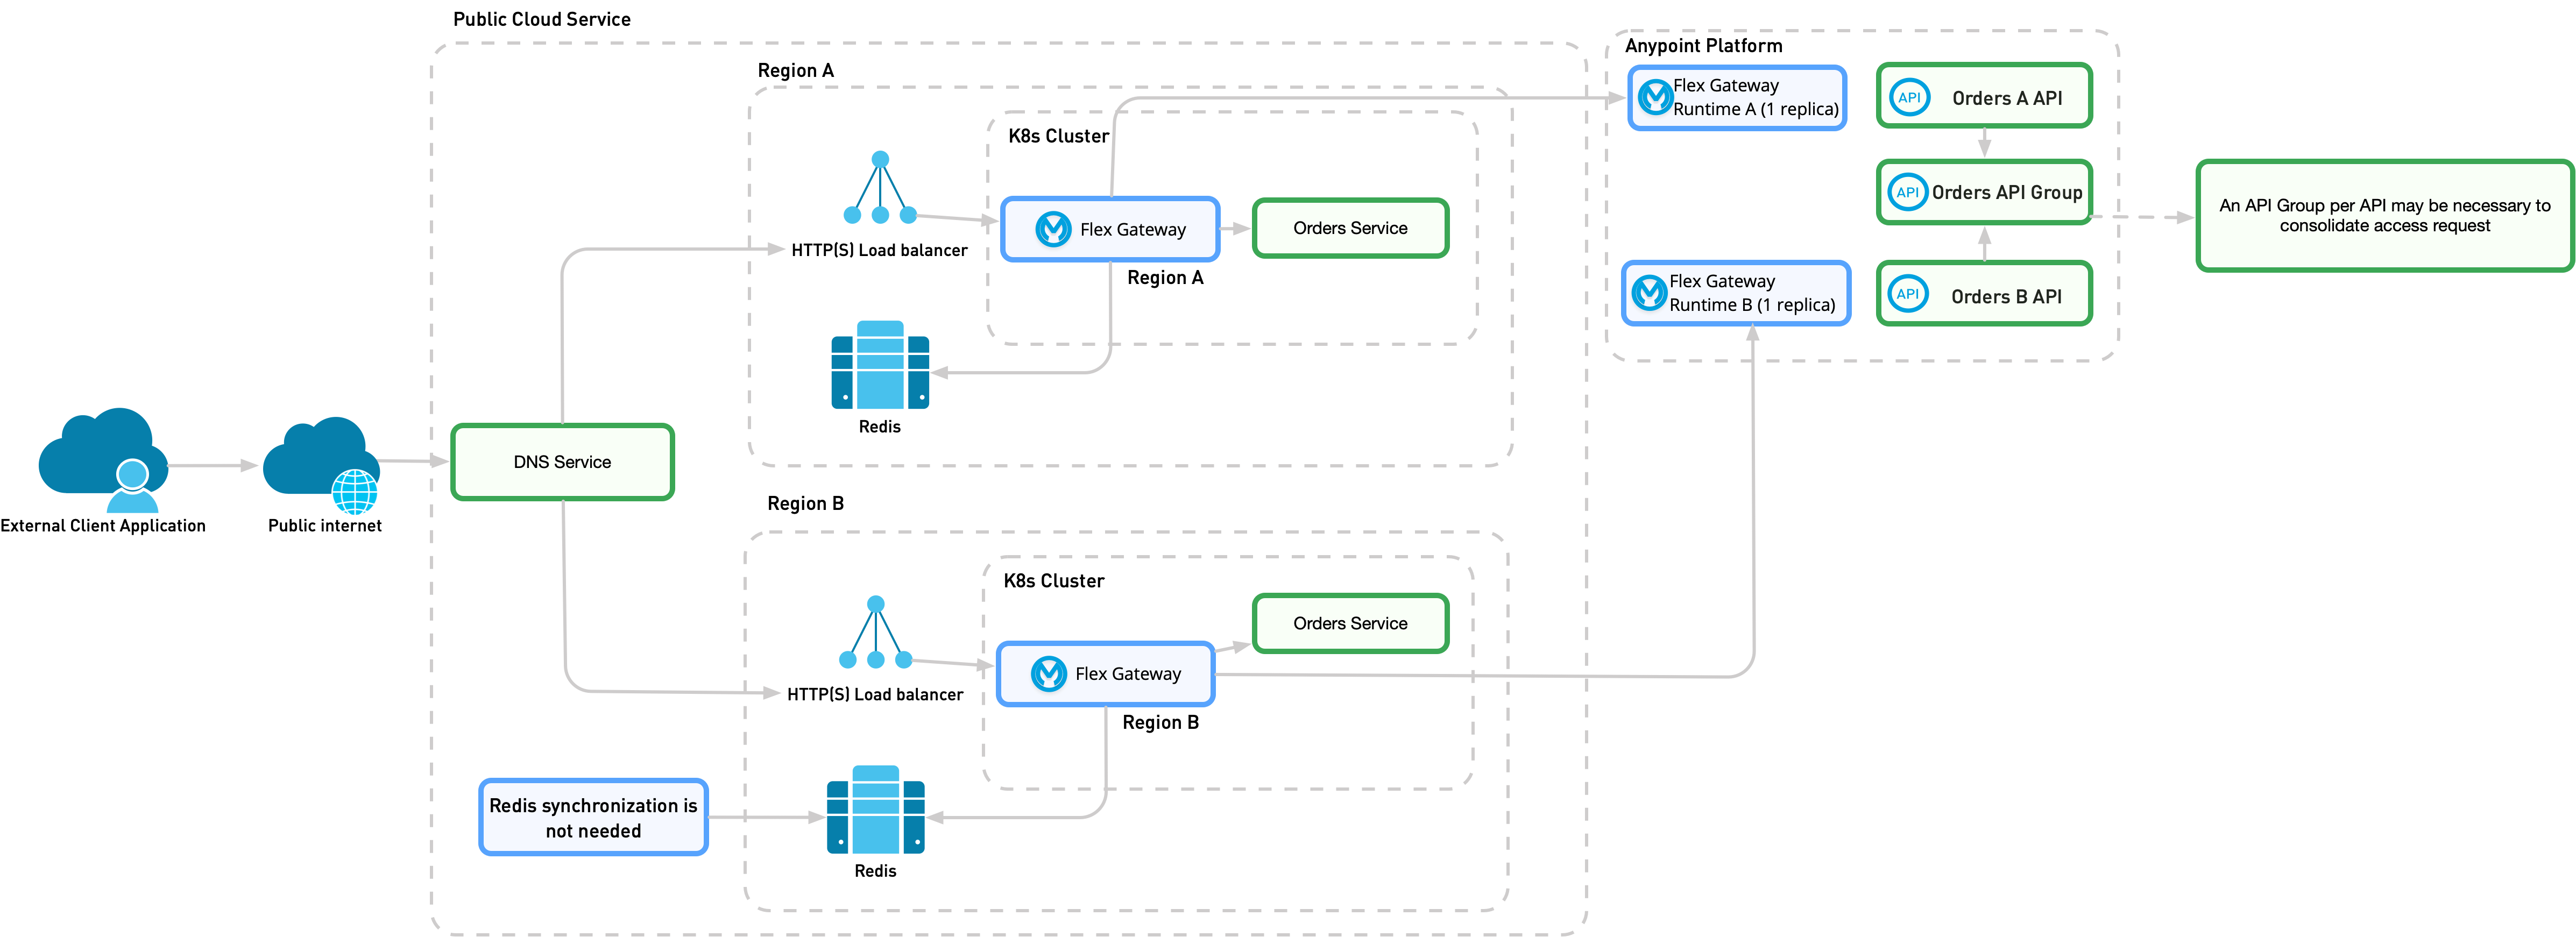 Public Cloud Service
Anypoint Platform
Region A
Flex Gateway
Runtime A (1 replica)
API
Orders A API
K8s Cluster
API
Orders API Group
An API Group per API may be necessary to
consolidate access request
Flex Gateway
Orders Service
HTTP(S) Load balancer
Region A
Flex Gateway
Runtime B (1 replica)
API
Orders B API
Redis
DNS Service
External Client Application
Public internet
Region B
K8s Cluster
Orders Service
Flex Gateway
HTTP(S) Load balancer
Region B
Redis synchronization is
not needed
Redis